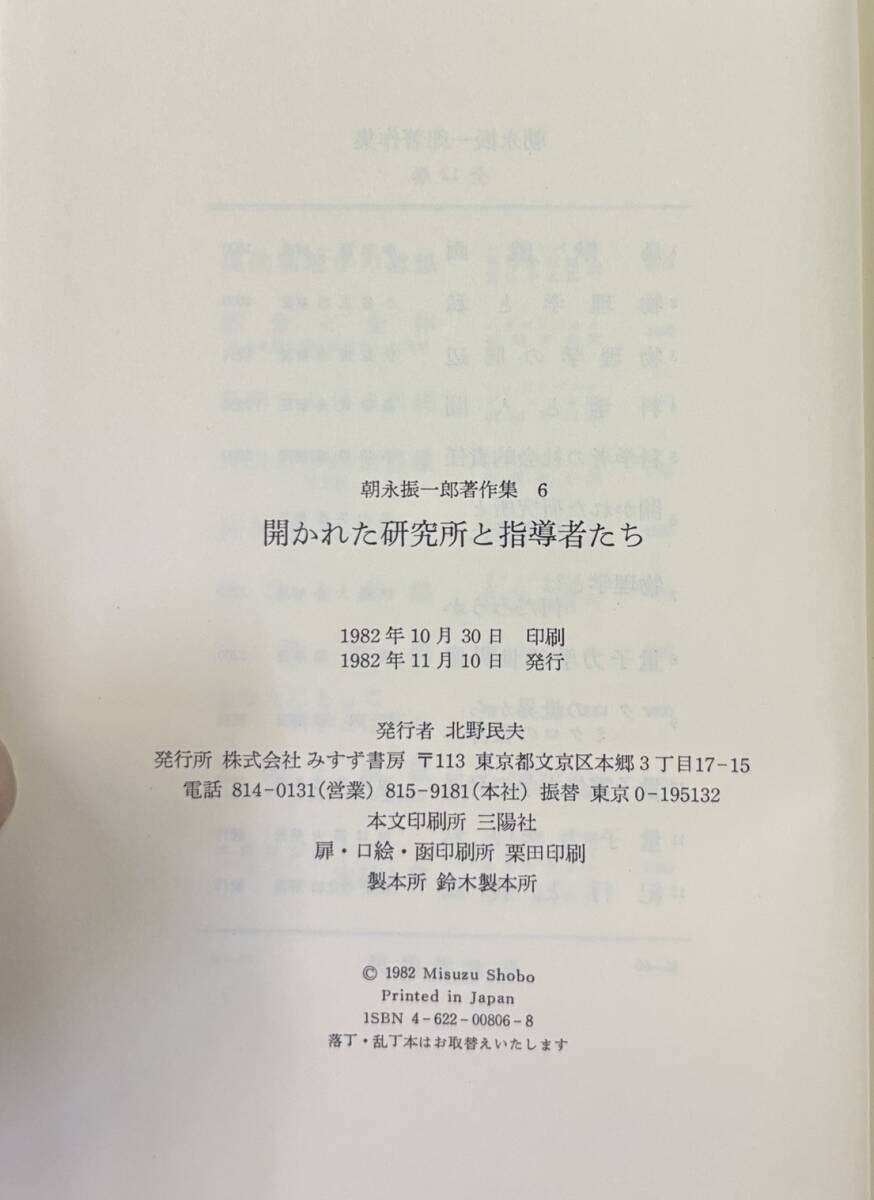 朝永振一郎著作集 6
開かれた研究所と指導者たち
1982年10月30日 印刷
1982年11月10日 発行
発行者 北野民夫
発行所 株式会社 みすず書房 〒113 東京都文京区本郷3丁目17-15
電話 814-0131(営業) 815-9181(本社) 振替 東京0-195132
本文印刷所 三陽社
扉・口絵・函印刷所 栗田印刷
製本所 鈴木製本所
© 1982 Misuzu Shobo
Printed in Japan
ISBN 4-622-00806-8
落丁・乱丁本はお取替えいたします